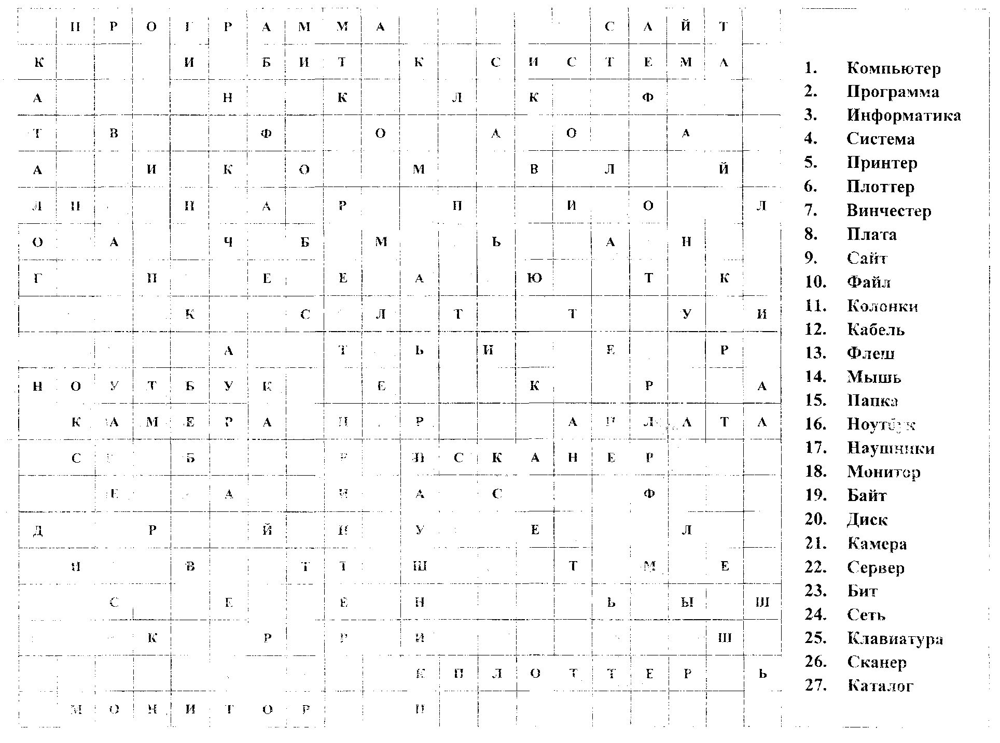 П Р О Г Р А М М А С А Й Т
К И Б И Т К С И С Т Е М А
А Н К Л К Ф
Т В Ф О А О А
А И К О М В Л Й
Л П Н А Р П И О Л
О А Ч Б М Ь А Н
Г П Е Е А Ю Т К
К С Л Т Т У И
А Т Ь И Е Р
Н О У Т Б У К Е К Р А
К А М Е Р А П Р А П Л А Т А
С Б Р С К А Н Е Р
Е А И А С Ф
Д Р Й Н У Е Л
И В Т Т Ш Т М Е
С Е Е Н Ь Ы Ш
К Р Р И Ш
К П Л О Т Т Е Р Ь
М О Н И Т О Р И
1. Компьютер
2. Программа
3. Информатика
4. Система
5. Принтер
6. Плоттер
7. Винчестер
8. Плата
9. Сайт
10. Файл
11. Колонки
12. Кабель
13. Флеш
14. Мышь
15. Папка
16. Ноутбук
17. Наушники
18. Монитор
19. Байт
20. Диск
21. Камера
22. Сервер
23. Бит
24. Сеть
25. Клавиатура
26. Сканер
27. Каталог